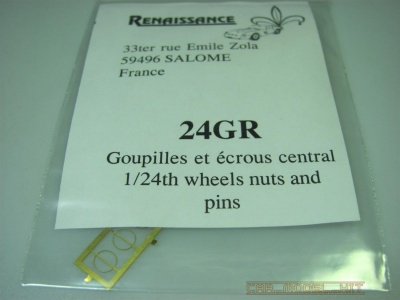 RENAISSANCE
33ter rue Emile Zola
59496 SALOME
France
24GR
Goupilles et écrous central
1/24th wheels nuts and
pins